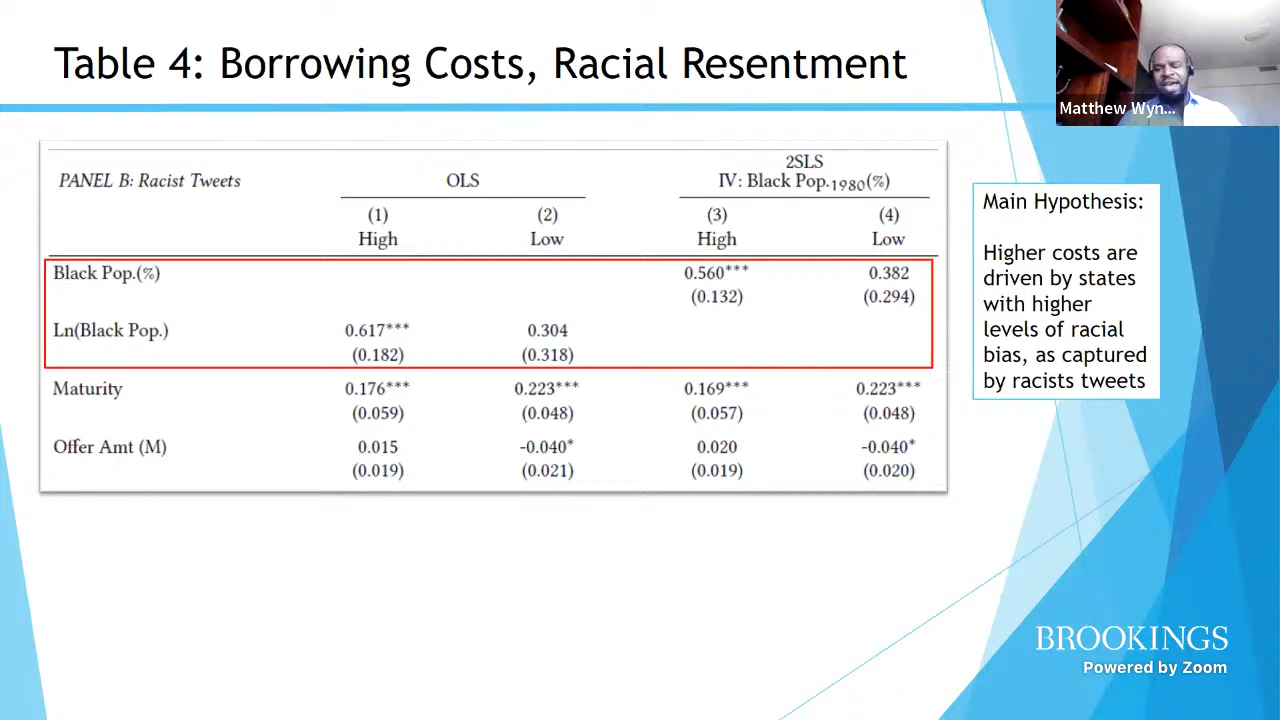 Table 4: Borrowing Costs, Racial Resentment
Matthew Wyn...
PANEL B: Racist Tweets
OLS
2SLS
IV: Black Pop.1980(%)
(1) (2) (3) (4)
High Low High Low
Black Pop.(%) 0.560*** 0.382
(0.132) (0.294)
Ln(Black Pop.) 0.617*** 0.304
(0.182) (0.318)
Maturity 0.176*** 0.223*** 0.169*** 0.223***
(0.059) (0.048) (0.057) (0.048)
Offer Amt (M) 0.015 -0.040* 0.020 -0.040*
(0.019) (0.021) (0.019) (0.020)
Main Hypothesis:
Higher costs are
driven by states
with higher
levels of racial
bias, as captured
by racists tweets
BROOKINGS
Powered by Zoom